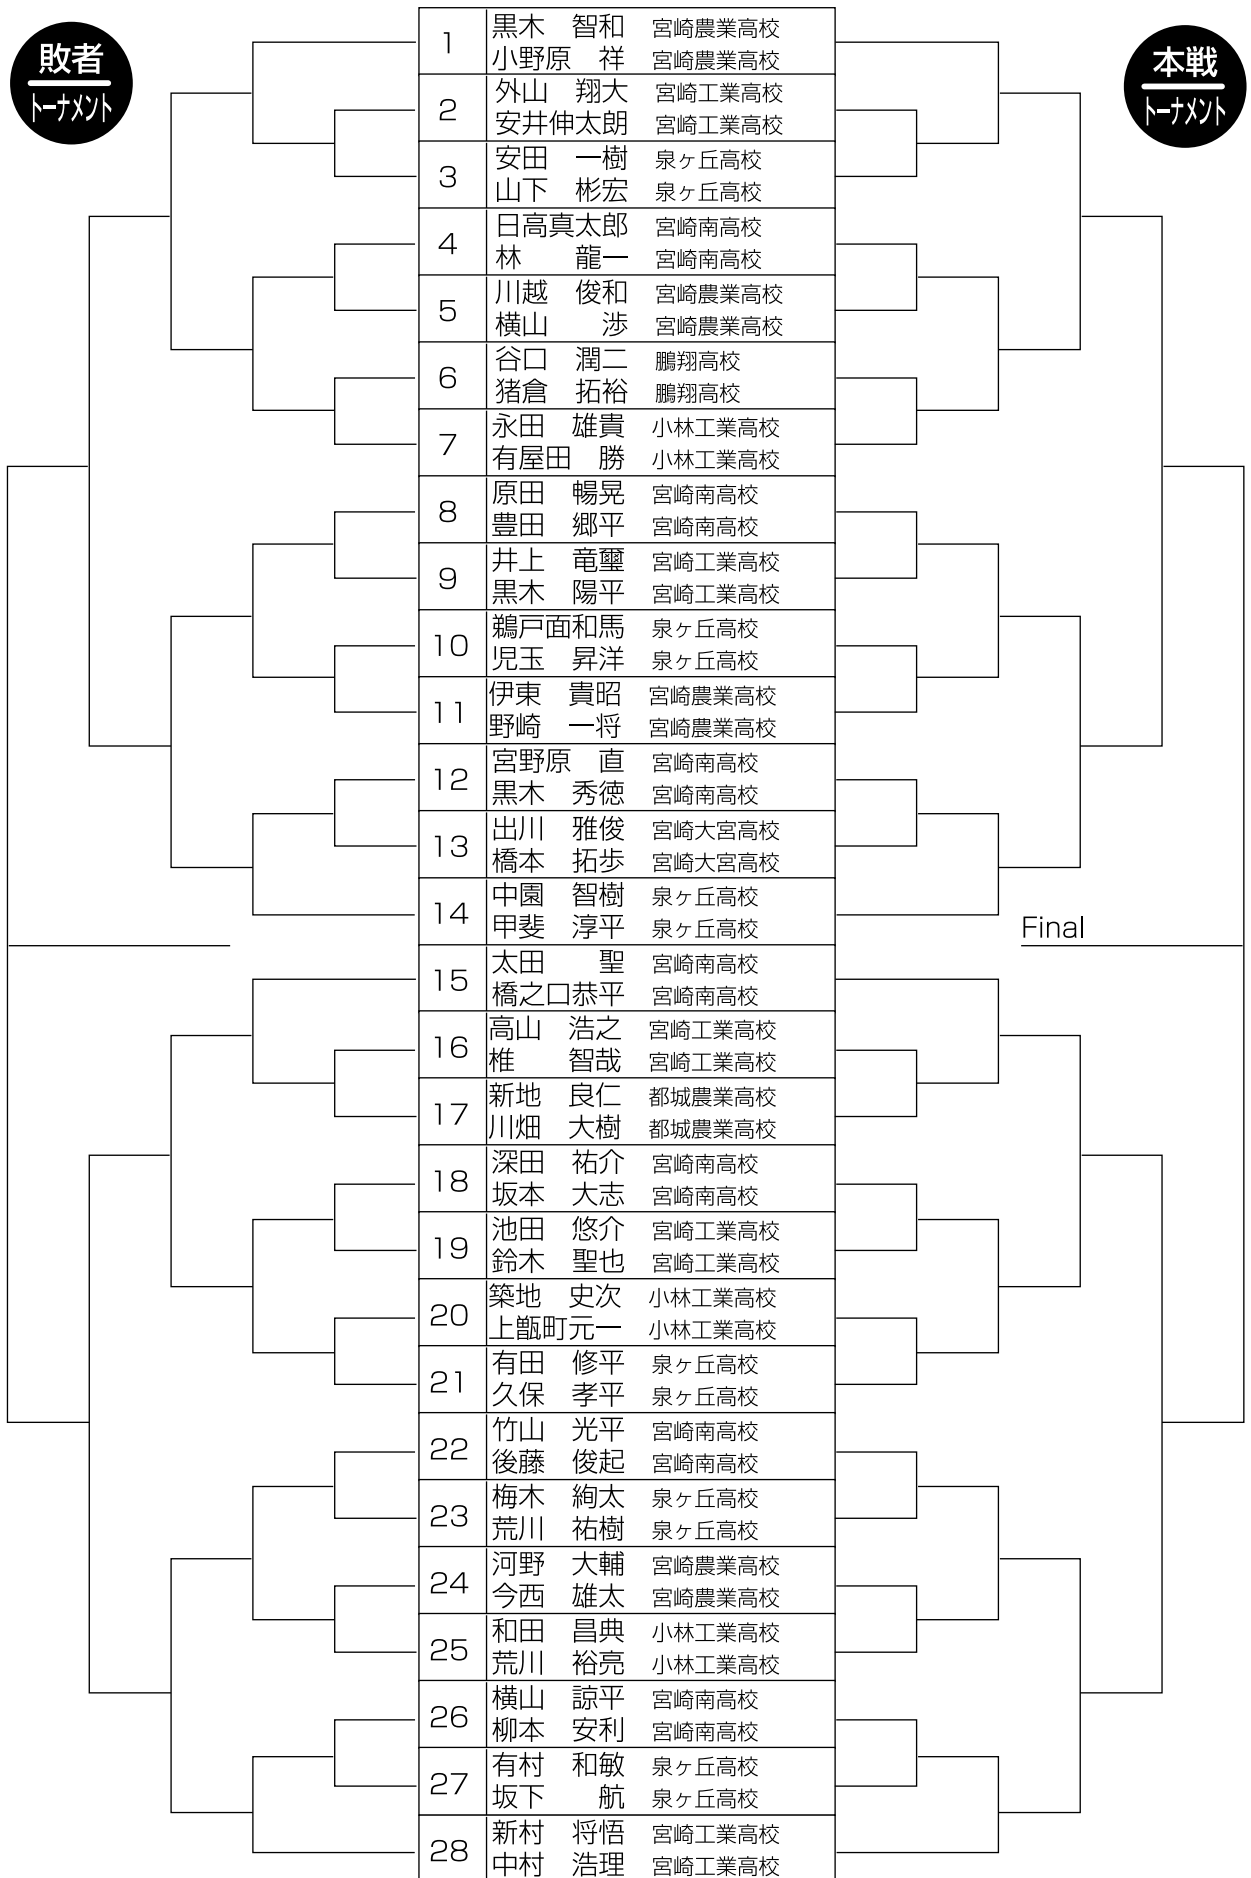 敗者
トーナメント
本戦
トーナメント
1 黒木 智和 宮崎農業高校
小野原 祥 宮崎農業高校
2 外山 翔大 宮崎工業高校
安井伸太朗 宮崎工業高校
3 安田 一樹 泉ヶ丘高校
山下 彬宏 泉ヶ丘高校
4 日高真太郎 宮崎南高校
林 龍一 宮崎南高校
5 川越 俊和 宮崎農業高校
横山 渉 宮崎農業高校
6 谷口 潤二 鵬翔高校
猪倉 拓裕 鵬翔高校
7 永田 雄貴 小林工業高校
有屋田 勝 小林工業高校
8 原田 暢晃 宮崎南高校
豊田 郷平 宮崎南高校
9 井上 竜璽 宮崎工業高校
黒木 陽平 宮崎工業高校
10 鵜戸面和馬 泉ヶ丘高校
児玉 昇洋 泉ヶ丘高校
11 伊東 貴昭 宮崎農業高校
野崎 一将 宮崎農業高校
12 宮野原 直 宮崎南高校
黒木 秀徳 宮崎南高校
13 出川 雅俊 宮崎大宮高校
橋本 拓歩 宮崎大宮高校
14 中園 智樹 泉ヶ丘高校
甲斐 淳平 泉ヶ丘高校
Final
15 太田 聖 宮崎南高校
橋之口恭平 宮崎南高校
16 高山 浩之 宮崎工業高校
椎 智哉 宮崎工業高校
17 新地 良仁 都城農業高校
川畑 大樹 都城農業高校
18 深田 祐介 宮崎南高校
坂本 大志 宮崎南高校
19 池田 悠介 宮崎工業高校
鈴木 聖也 宮崎工業高校
20 築地 史次 小林工業高校
上甑町元一 小林工業高校
21 有田 修平 泉ヶ丘高校
久保 孝平 泉ヶ丘高校
22 竹山 光平 宮崎南高校
後藤 俊起 宮崎南高校
23 梅木 絢太 泉ヶ丘高校
荒川 祐樹 泉ヶ丘高校
24 河野 大輔 宮崎農業高校
今西 雄太 宮崎農業高校
25 和田 昌典 小林工業高校
荒川 裕亮 小林工業高校
26 横山 諒平 宮崎南高校
柳本 安利 宮崎南高校
27 有村 和敏 泉ヶ丘高校
坂下 航 泉ヶ丘高校
28 新村 将悟 宮崎工業高校
中村 浩理 宮崎工業高校